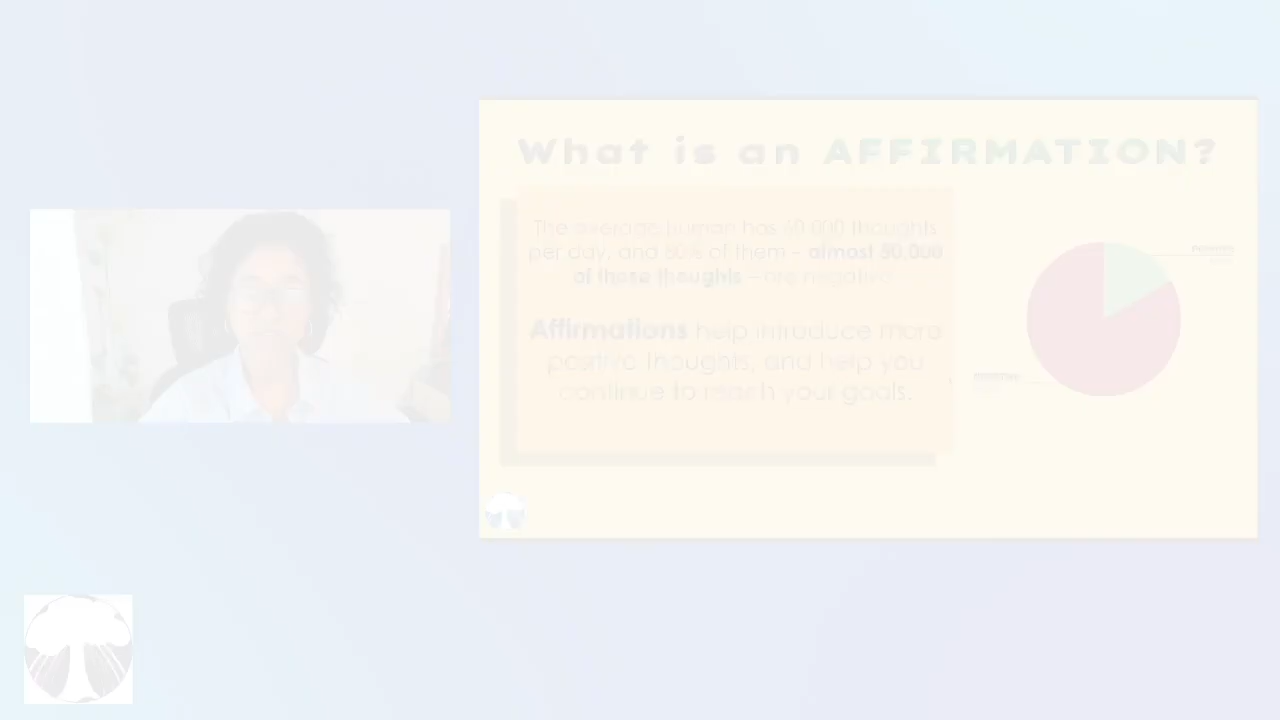 What is an AFFIRMATION?
The average human has 60,000 thoughts
per day, and 80% of them – almost 50,000
of those thoughts – are negative.
Affirmations help introduce more
positive thoughts, and help you
continue to reach your goals.